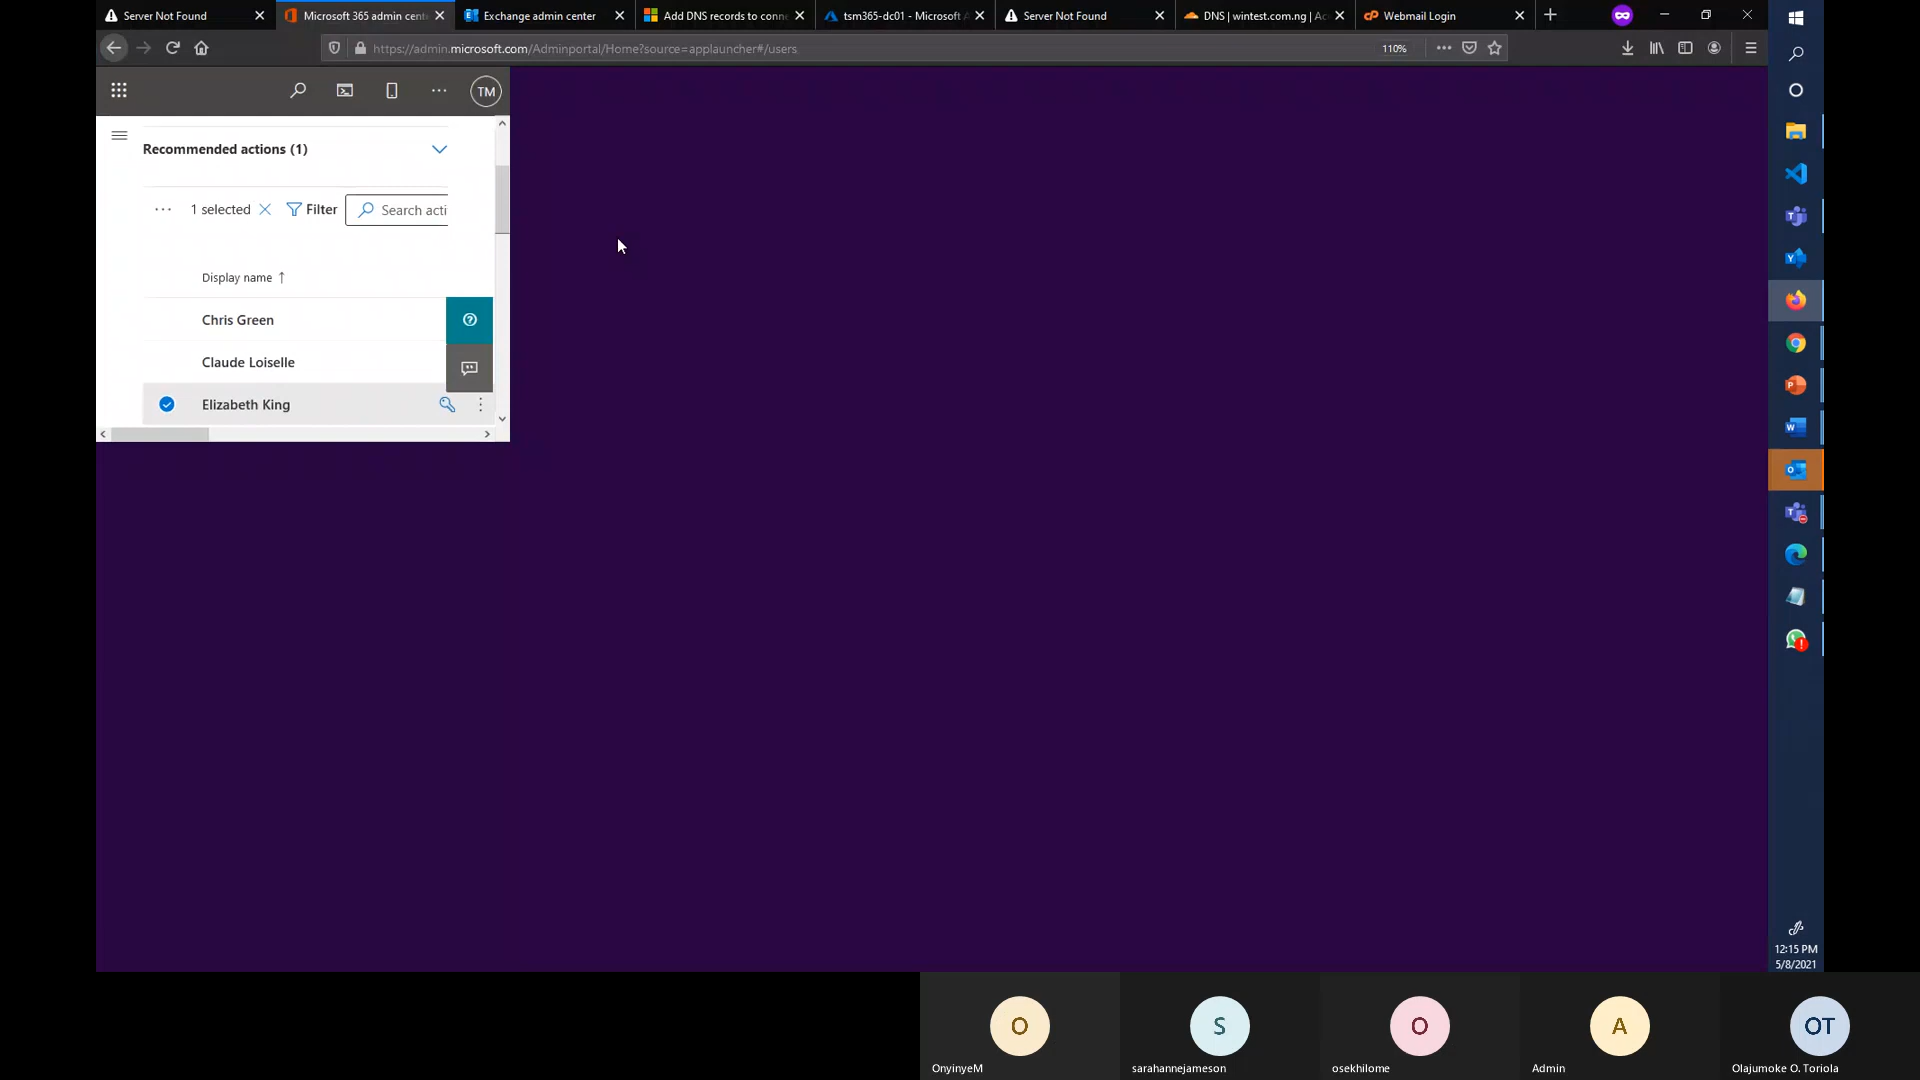 Server Not Found
Microsoft 365 admin cente
Exchange admin center
Add DNS records to conne
tsm365-dc01 - Microsoft A
Server Not Found
DNS | wintest.com.ng | Acc
Webmail Login
https://admin.microsoft.com/Adminportal/Home?source=applauncher#/users
110%
TM
Recommended actions (1)
1 selected
Filter
Search acti
Display name ↑
Chris Green
Claude Loiselle
Elizabeth King
12:15 PM
5/8/2021
O
S
O
A
OT
OnyinyeM
sarahannejameson
osekhilome
Admin
Olajumoke O. Toriola